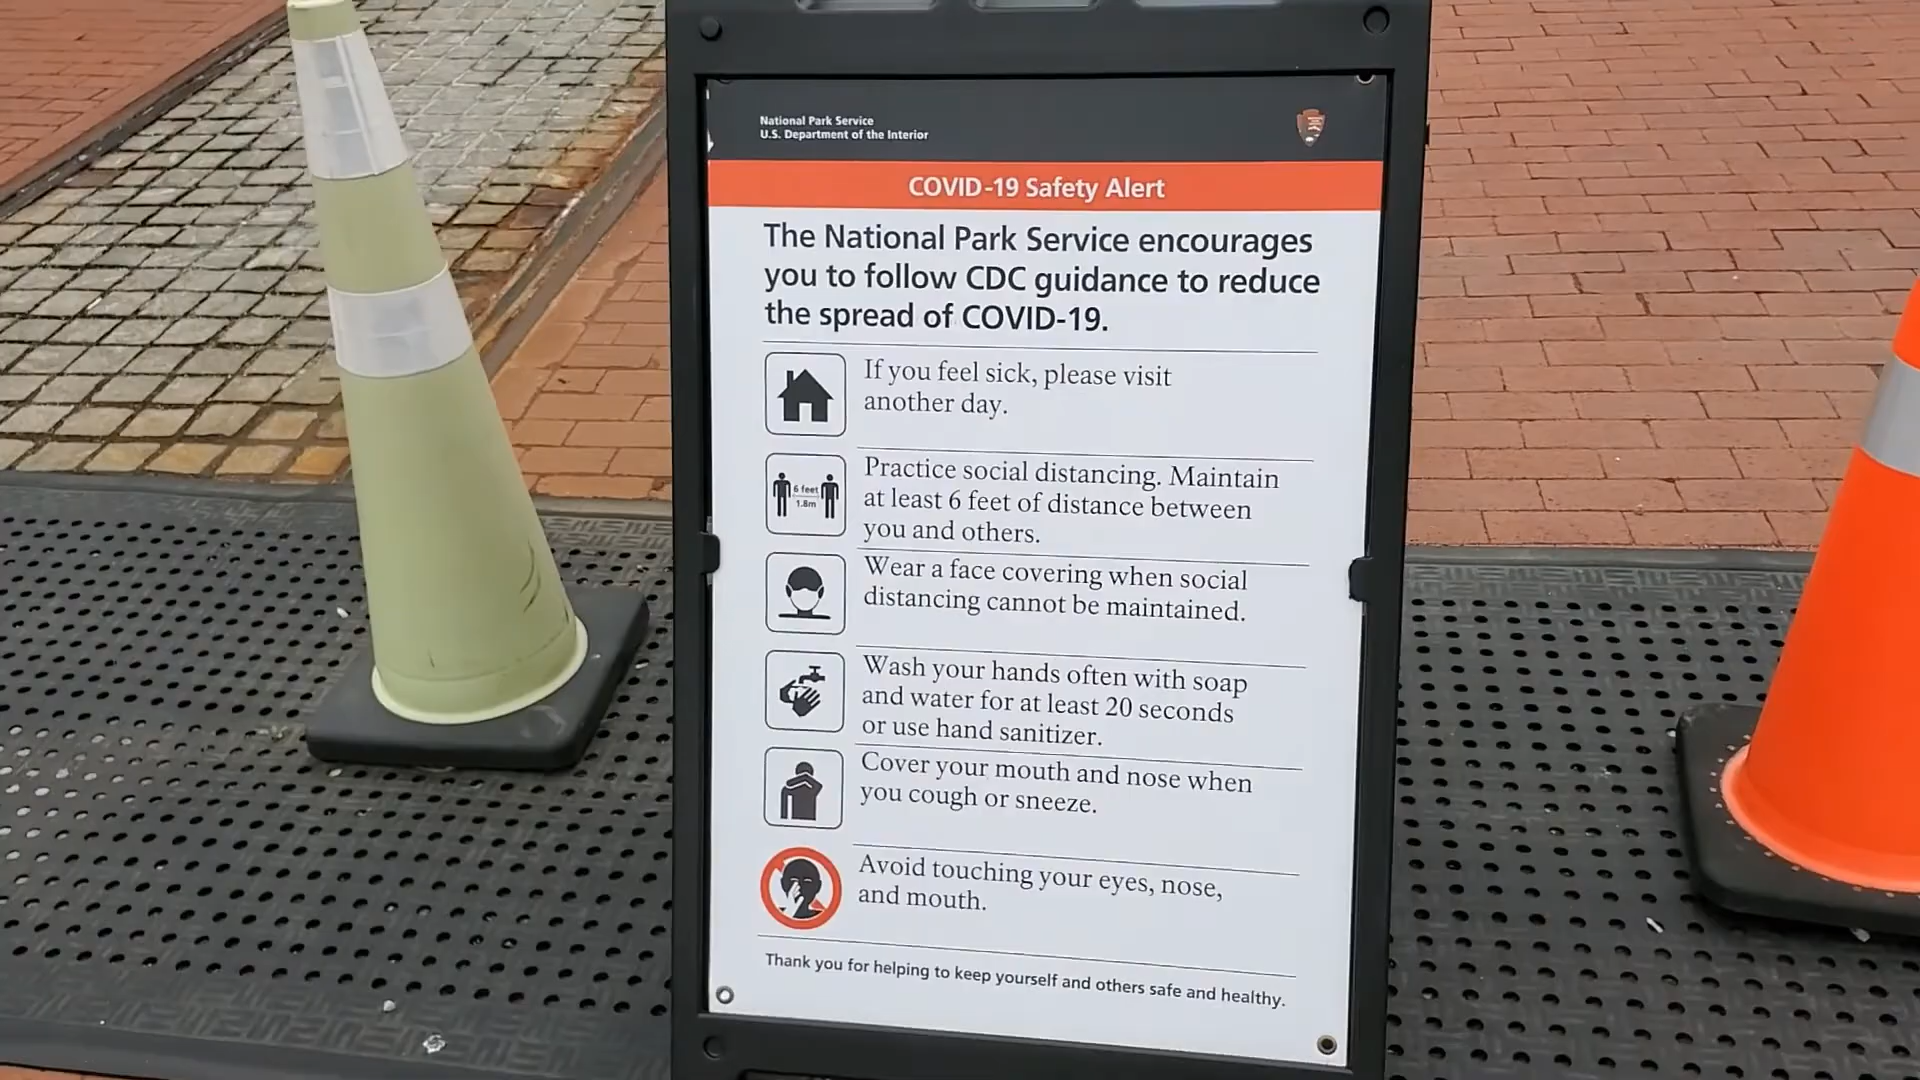 National Park Service
U.S. Department of the Interior
COVID-19 Safety Alert
The National Park Service encourages
you to follow CDC guidance to reduce
the spread of COVID-19.
If you feel sick, please visit
another day.
6 feet
1.8m
Practice social distancing. Maintain
at least 6 feet of distance between
you and others.
Wear a face covering when social
distancing cannot be maintained.
Wash your hands often with soap
and water for at least 20 seconds
or use hand sanitizer.
Cover your mouth and nose when
you cough or sneeze.
Avoid touching your eyes, nose,
and mouth.
Thank you for helping to keep yourself and others safe and healthy.